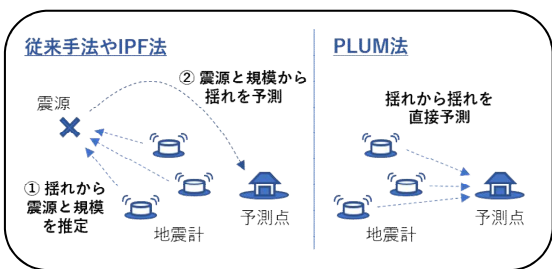 従来手法やIPF法
② 震源と規模から
揺れを予測
震源
① 揺れから
震源と規模
を推定
地震計
予測点
PLUM法
揺れから揺れを
直接予測
地震計
予測点